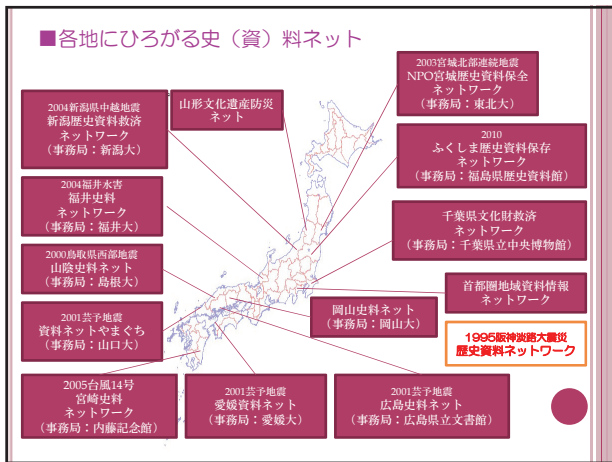 ■各地にひろがる史（資）料ネット
2004新潟県中越地震
新潟歴史資料救済
ネットワーク
（事務局：新潟大）
山形文化遺産防災
ネット
2003宮城北部連続地震
NPO宮城歴史資料保全
ネットワーク
（事務局：東北大）
2010
ふくしま歴史資料保存
ネットワーク
（事務局：福島県歴史資料館）
2004福井水害
福井史料
ネットワーク
（事務局：福井大）
千葉県文化財救済
ネットワーク
（事務局：千葉県立中央博物館）
2000鳥取県西部地震
山陰史料ネット
（事務局：島根大）
首都圏地域資料情報
ネットワーク
岡山史料ネット
（事務局：岡山大）
2001芸予地震
資料ネットやまぐち
（事務局：山口大）
1995阪神淡路大震災
歴史資料ネットワーク
2005台風14号
宮崎史料
ネットワーク
（事務局：内藤記念館）
2001芸予地震
愛媛資料ネット
（事務局：愛媛大）
2001芸予地震
広島史料ネット
（事務局：広島県立文書館）